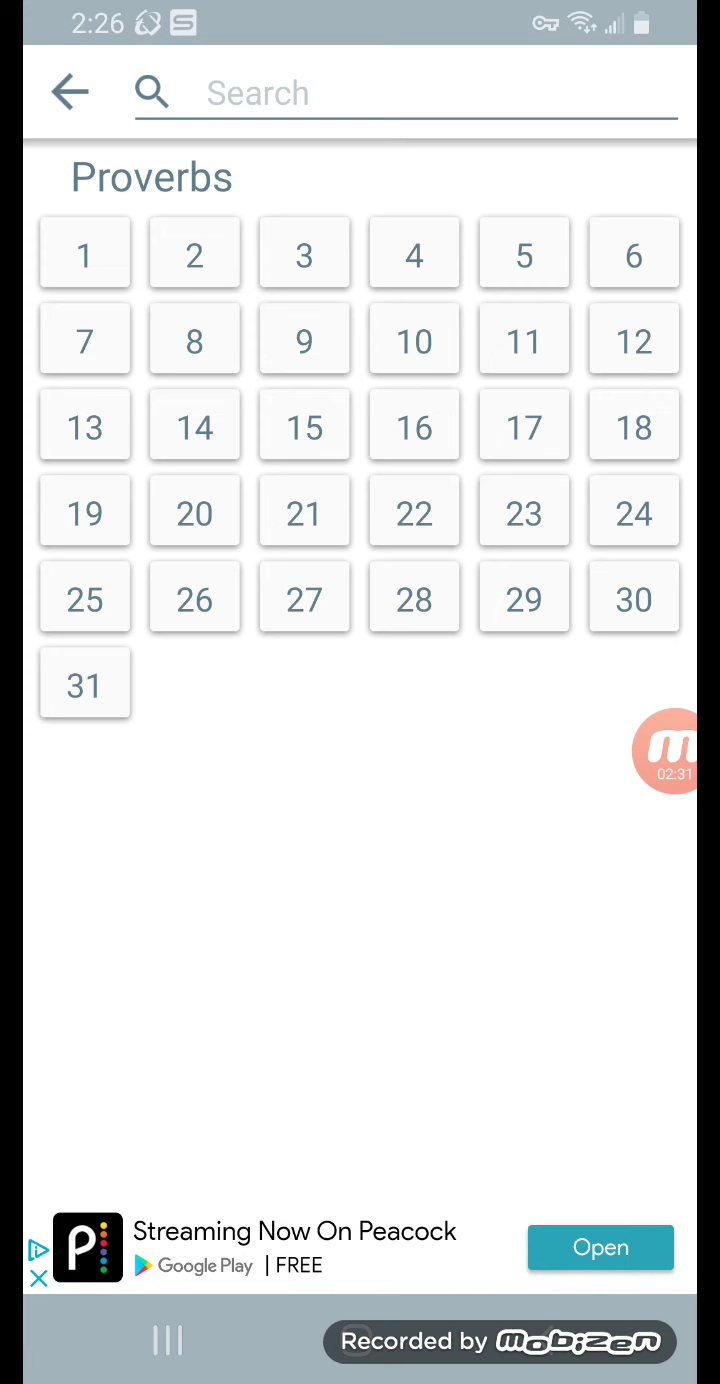 2:26
Search
Proverbs
1 2 3 4 5 6
7 8 9 10 11 12
13 14 15 16 17 18
19 20 21 22 23 24
25 26 27 28 29 30
31
02:31
Streaming Now On Peacock
Google Play | FREE
Open
Recorded by mobizen